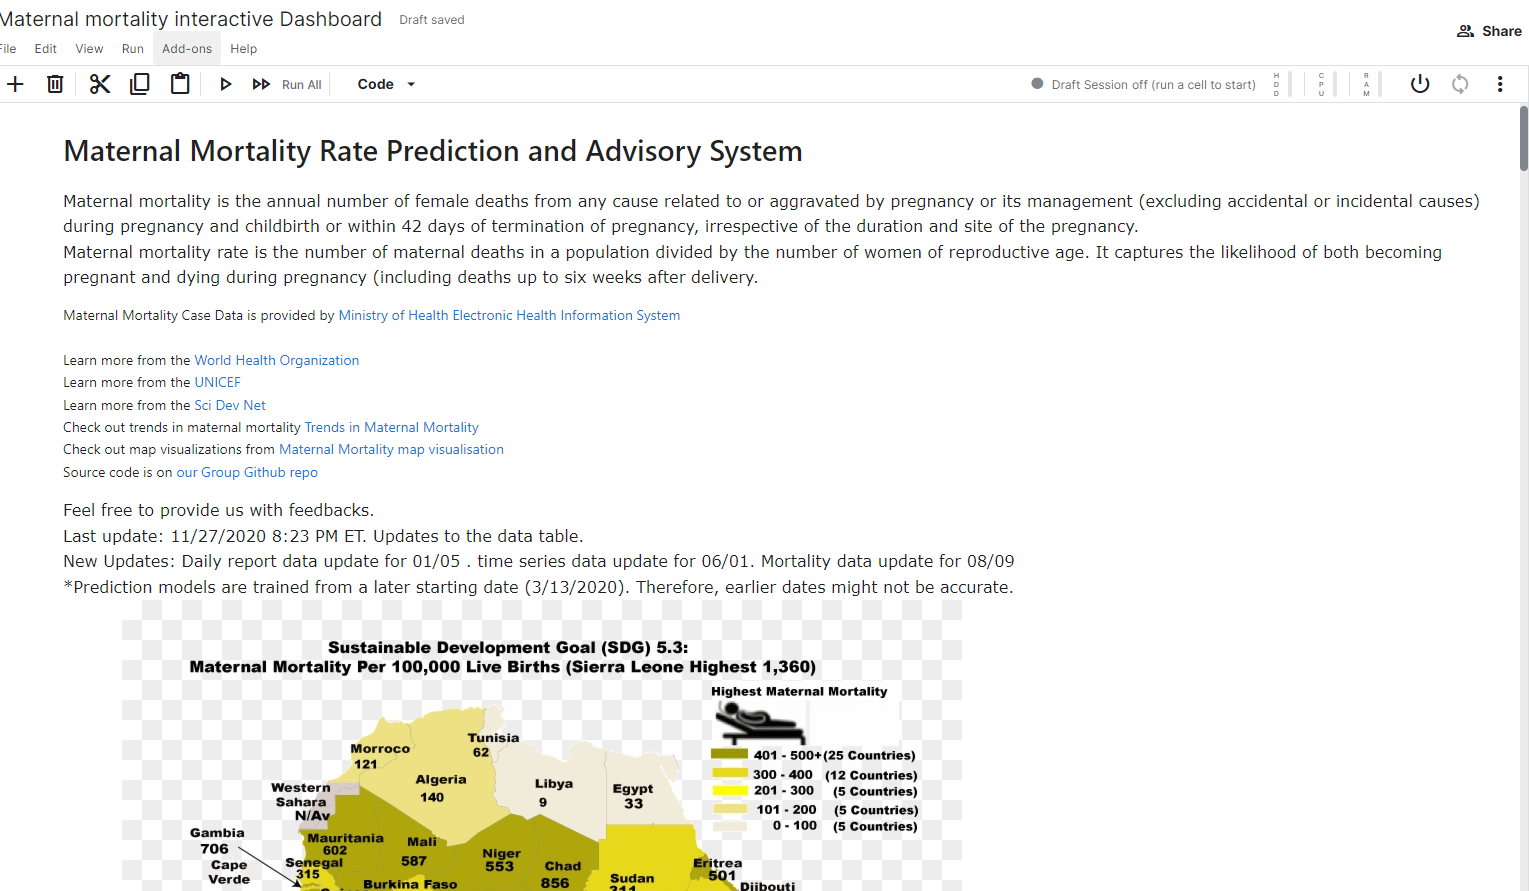 Maternal mortality interactive Dashboard
Draft saved
File Edit View Run Add-ons Help
Share
Run All
Code
Draft Session off (run a cell to start)
HDD
CPU
RAM
Maternal Mortality Rate Prediction and Advisory System
Maternal mortality is the annual number of female deaths from any cause related to or aggravated by pregnancy or its management (excluding accidental or incidental causes)
during pregnancy and childbirth or within 42 days of termination of pregnancy, irrespective of the duration and site of the pregnancy.
Maternal mortality rate is the number of maternal deaths in a population divided by the number of women of reproductive age. It captures the likelihood of both becoming
pregnant and dying during pregnancy (including deaths up to six weeks after delivery.
Maternal Mortality Case Data is provided by Ministry of Health Electronic Health Information System
Learn more from the World Health Organization
Learn more from the UNICEF
Learn more from the Sci Dev Net
Check out trends in maternal mortality Trends in Maternal Mortality
Check out map visualizations from Maternal Mortality map visualisation
Source code is on our Group Github repo
Feel free to provide us with feedbacks.
Last update: 11/27/2020 8:23 PM ET. Updates to the data table.
New Updates: Daily report data update for 01/05 . time series data update for 06/01. Mortality data update for 08/09
*Prediction models are trained from a later starting date (3/13/2020). Therefore, earlier dates might not be accurate.
Sustainable Development Goal (SDG) 5.3:
Maternal Mortality Per 100,000 Live Births (Sierra Leone Highest 1,360)
Highest Maternal Mortality
401 - 500+(25 Countries)
300 - 400 (12 Countries)
201 - 300 (5 Countries)
101 - 200 (5 Countries)
0 - 100 (5 Countries)
Tunisia
62
Morroco
121
Algeria
140
Libya
9
Egypt
33
Western
Sahara
N/Av
Gambia
706
Cape
Verde
Mauritania
602
Mali
587
Niger
553
Chad
856
Senegal
315
Burkina Faso
Sudan
311
Eritrea
501
Djibouti